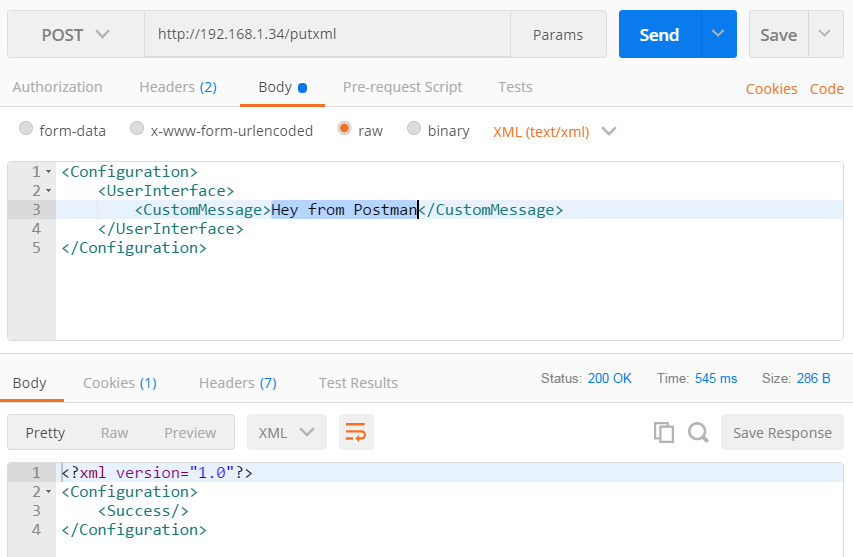 POST http://192.168.1.34/putxml Params Send Save
Authorization Headers (2) Body Pre-request Script Tests Cookies Code
form-data x-www-form-urlencoded raw binary XML (text/xml)
1 <Configuration>
2 <UserInterface>
3 <CustomMessage>Hey from Postman</CustomMessage>
4 </UserInterface>
5 </Configuration>
Body Cookies (1) Headers (7) Test Results Status: 200 OK Time: 545 ms Size: 286 B
Pretty Raw Preview XML Save Response
1 <?xml version="1.0"?>
2 <Configuration>
3 <Success/>
4 </Configuration>